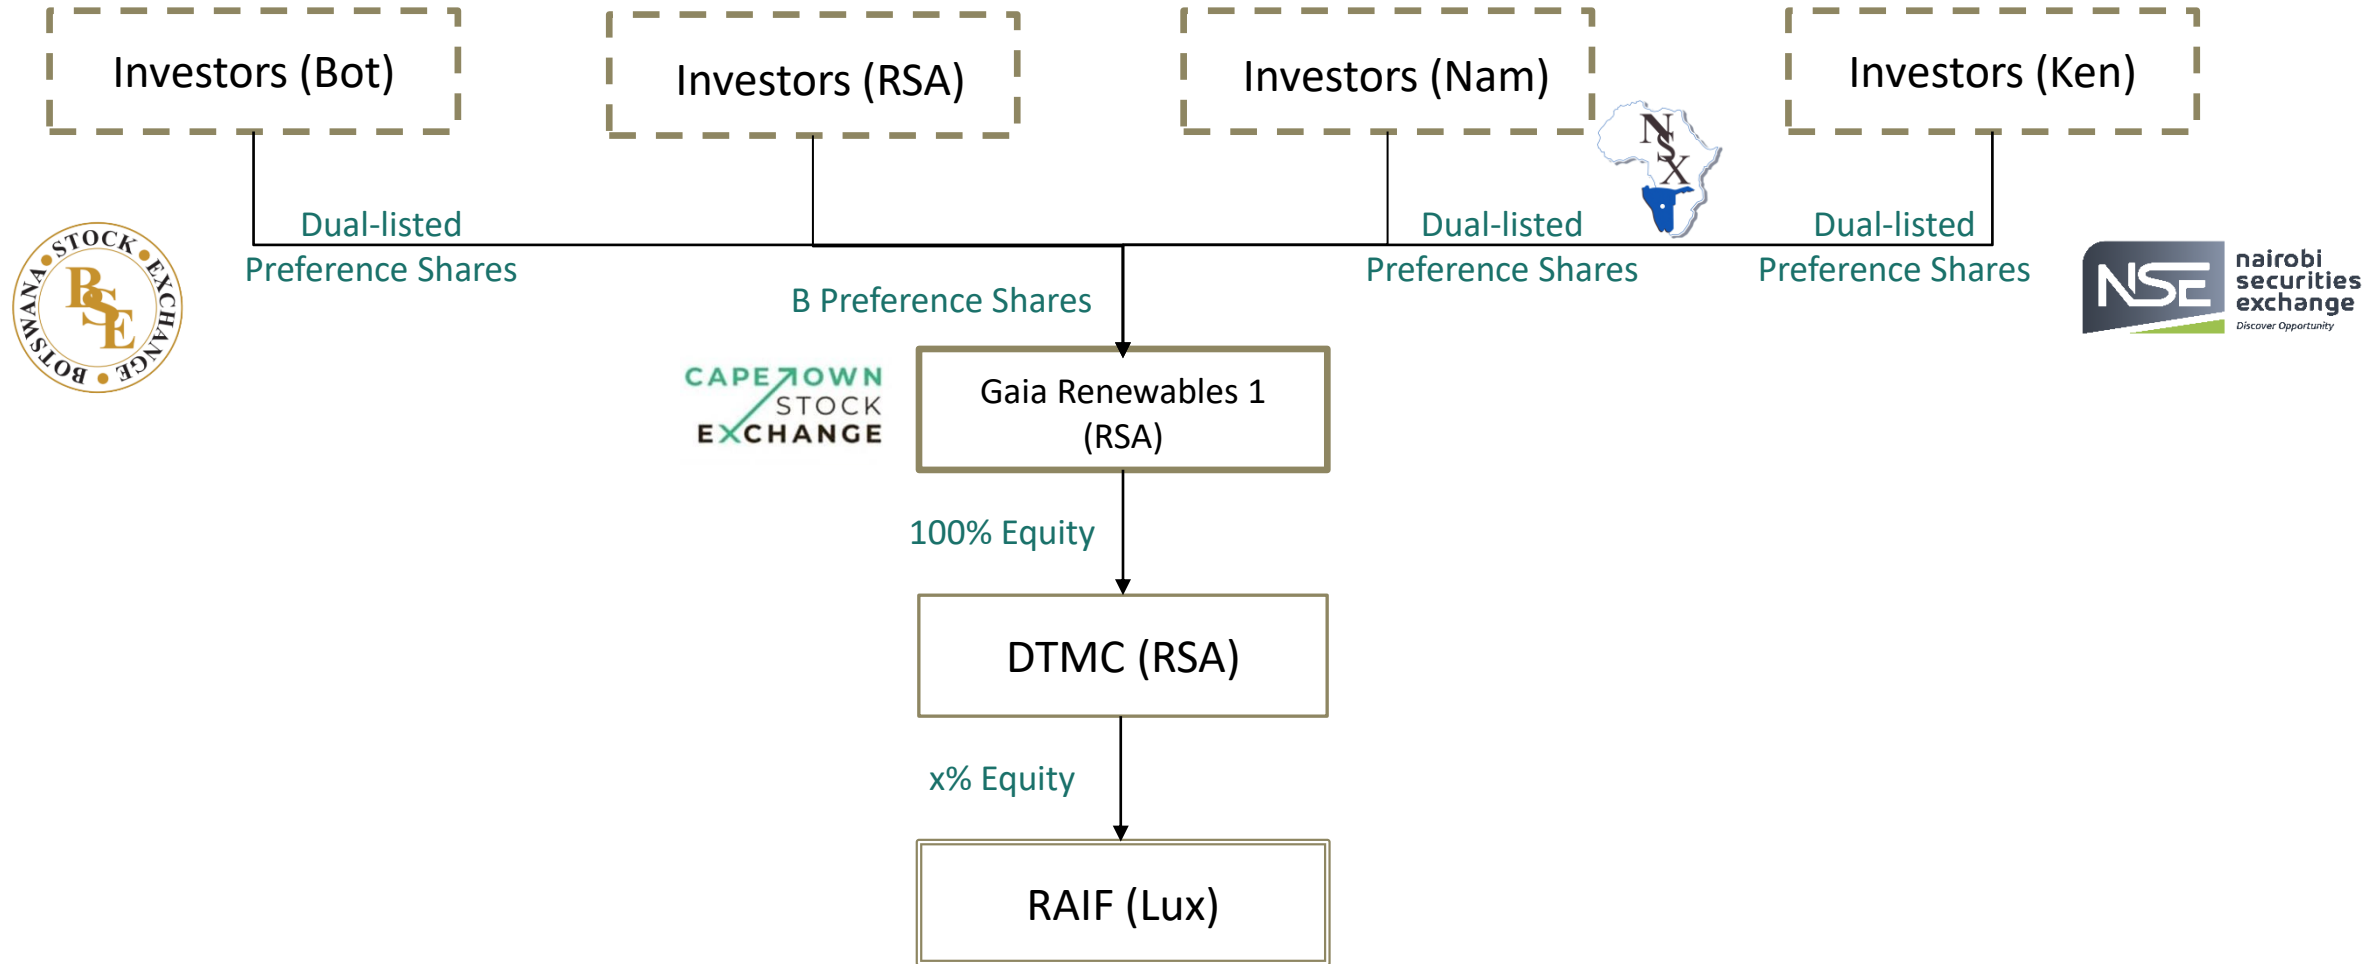 Investors (Bot)
Investors (RSA)
Investors (Nam)
Investors (Ken)
NSX
Dual-listed
Preference Shares
Dual-listed
Preference Shares
Dual-listed
Preference Shares
BOTSWANA • STOCK • EXCHANGE •
BSE
B Preference Shares
NSE
nairobi
securities
exchange
Discover Opportunity
CAPE TOWN
STOCK
EXCHANGE
Gaia Renewables 1
(RSA)
100% Equity
DTMC (RSA)
x% Equity
RAIF (Lux)